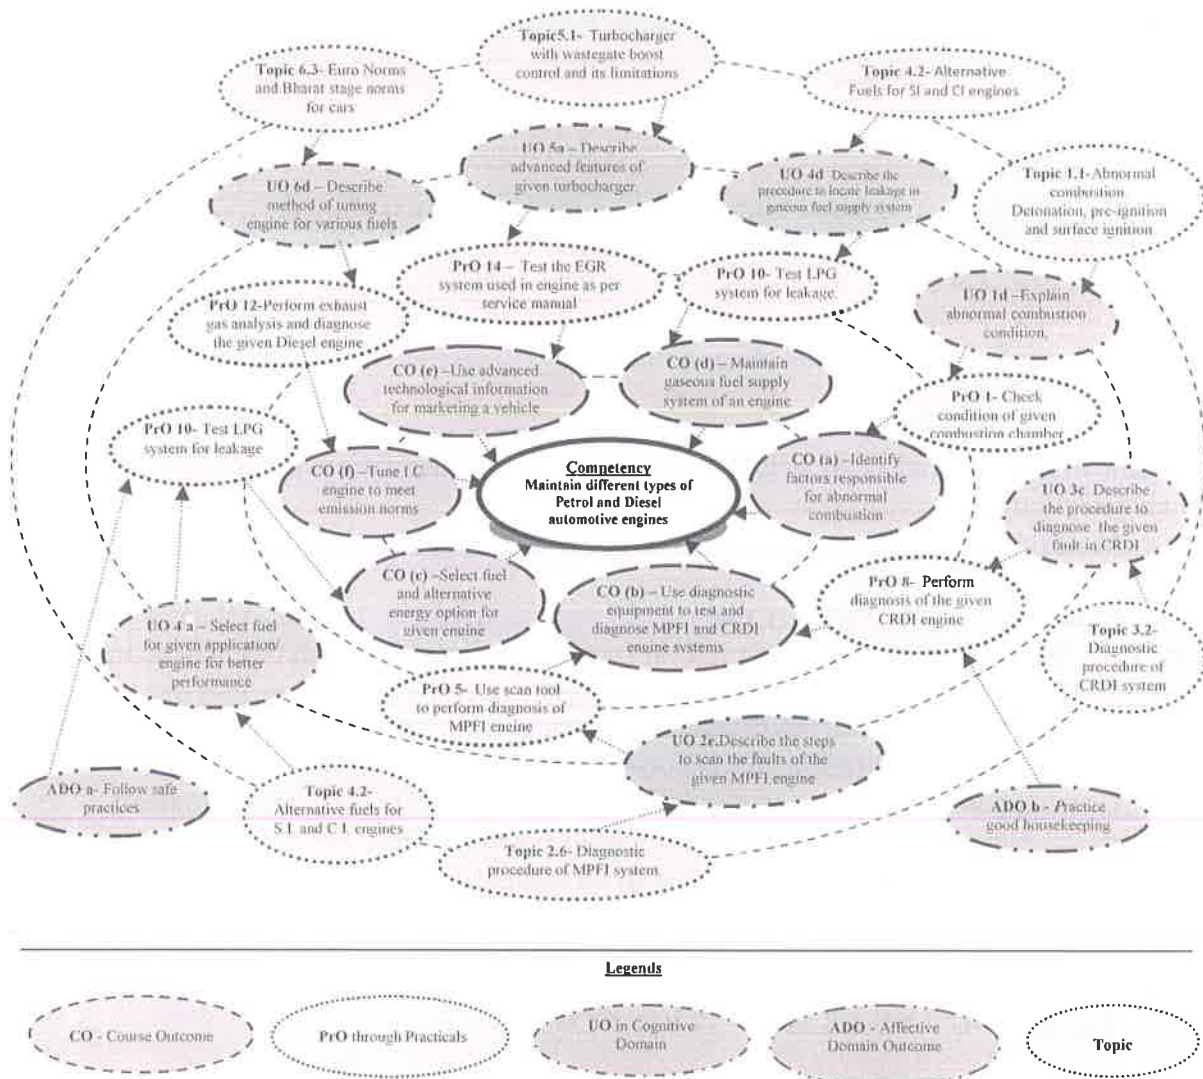 Topic5.1- Turbocharger
with wastegate boost
control and its limitations
Topic 6.3- Euro Norms
and Bharat stage norms
for cars
Topic 4.2- Alternative
Fuels for SI and CI engines
UO 5a – Describe
advanced features of
given turbocharger.
UO 6d – Describe
method of tuning
engine for various fuels
UO 4d Describe the
procedure to locate leakage in
gaseous fuel supply system
Topic 1.1-Abnormal
combustion
Detonation, pre-ignition
and surface ignition
PrO 14 – Test the EGR
system used in engine as per
service manual
PrO 10- Test LPG
system for leakage.
UO 1d –Explain
abnormal combustion
condition.
PrO 12-Perform exhaust
gas analysis and diagnose
the given Diesel engine
CO (e) –Use advanced
technological information
for marketing a vehicle
CO (d) – Maintain
gaseous fuel supply
system of an engine
PrO 1- Check
condition of given
combustion chamber
PrO 10- Test LPG
system for leakage
CO (f) –Tune I.C.
engine to meet
emission norms
Competency
Maintain different types of
Petrol and Diesel
automotive engines
CO (a) –Identify
factors responsible
for abnormal
combustion
UO 3c Describe
the procedure to
diagnose the given
fault in CRDI
CO (c) –Select fuel
and alternative
energy option for
given engine
CO (b) – Use diagnostic
equipment to test and
diagnose MPFI and CRDI
engine systems
PrO 8- Perform
diagnosis of the given
CRDI engine
UO 4 a – Select fuel
for given application/
engine for better
performance
Topic 3.2-
Diagnostic
procedure of
CRDI system
PrO 5- Use scan tool
to perform diagnosis of
MPFI engine
UO 2e.Describe the steps
to scan the faults of the
given MPFI engine
ADO a- Follow safe
practices
Topic 4.2-
Alternative fuels for
S.I. and C.I. engines
ADO b - Practice
good housekeeping
Topic 2.6- Diagnostic
procedure of MPFI system
Legends
CO - Course Outcome
PrO through Practicals
UO in Cognitive
Domain
ADO - Affective
Domain Outcome
Topic